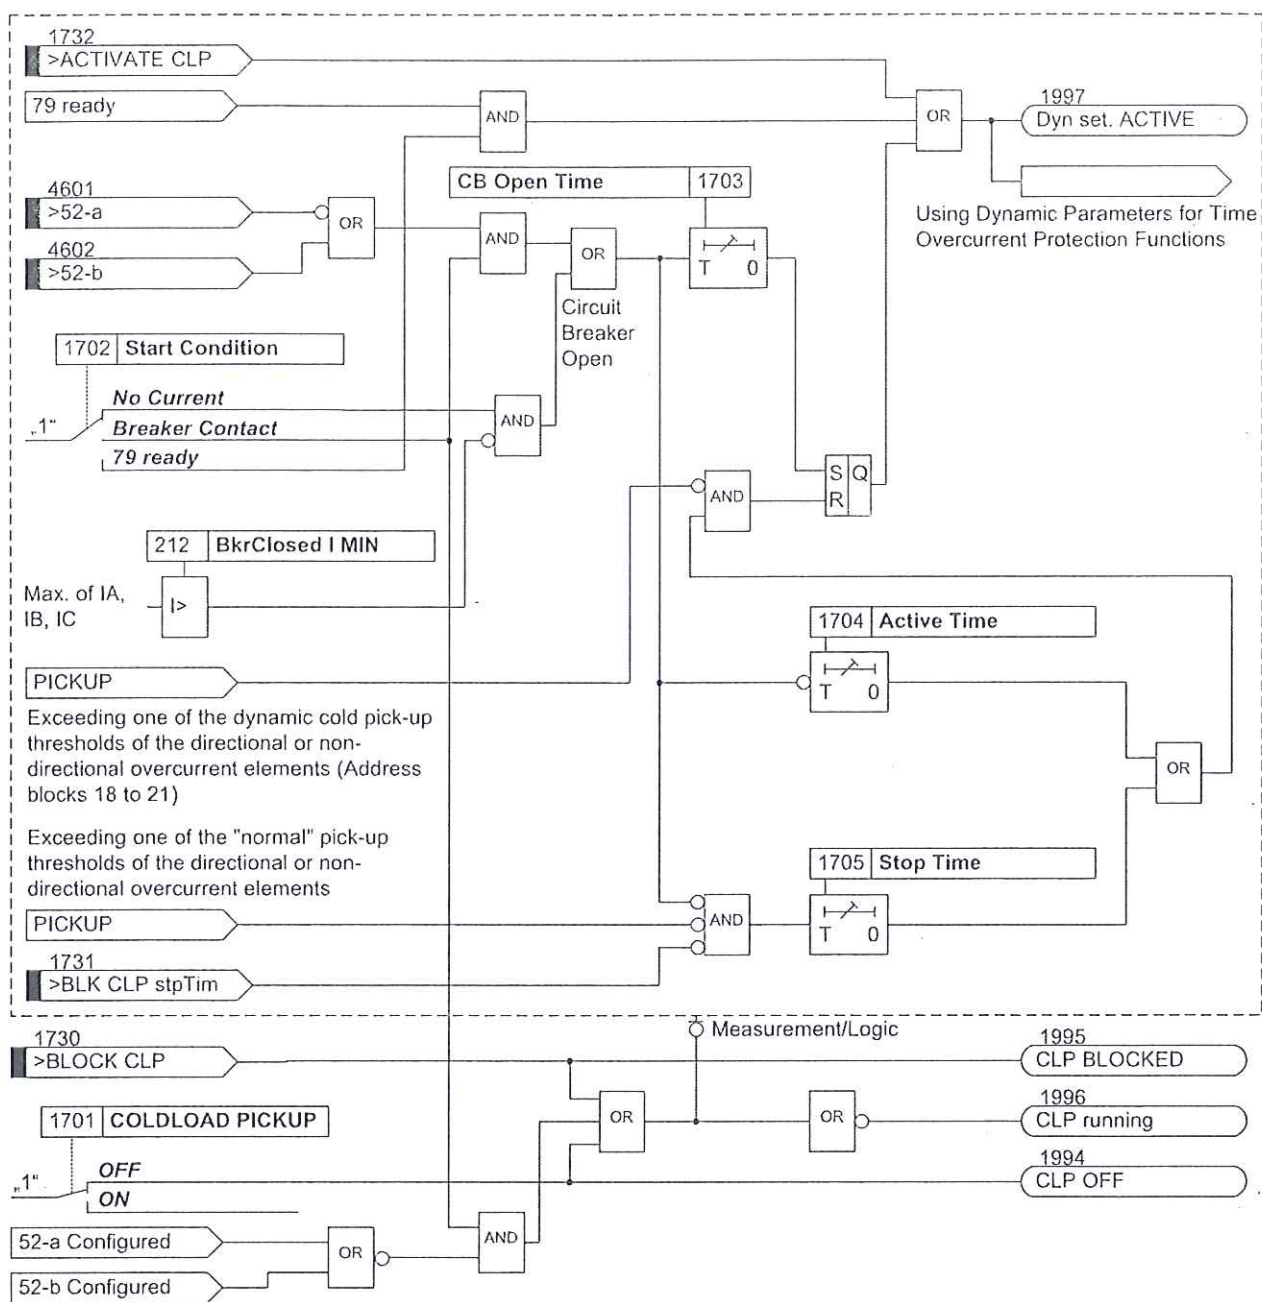 1732
>ACTIVATE CLP
79 ready
AND
OR
1997
Dyn set. ACTIVE
CB Open Time 1703
4601
>52-a
OR
AND
4602
>52-b
OR
T 0
Using Dynamic Parameters for Time
Overcurrent Protection Functions
Circuit
Breaker
Open
1702 Start Condition
No Current
„1"
Breaker Contact
79 ready
AND
S Q
R
AND
212 BkrClosed I MIN
Max. of IA,
IB, IC
I>
1704 Active Time
T 0
PICKUP
Exceeding one of the dynamic cold pick-up
thresholds of the directional or non-
directional overcurrent elements (Address
blocks 18 to 21)
OR
Exceeding one of the "normal" pick-up
thresholds of the directional or non-
directional overcurrent elements
1705 Stop Time
PICKUP
AND
T 0
1731
>BLK CLP stpTim
Measurement/Logic
1730
>BLOCK CLP
1995
CLP BLOCKED
1701 COLDLOAD PICKUP
OR
OR
1996
CLP running
„1"
OFF
ON
1994
CLP OFF
52-a Configured
OR
AND
52-b Configured